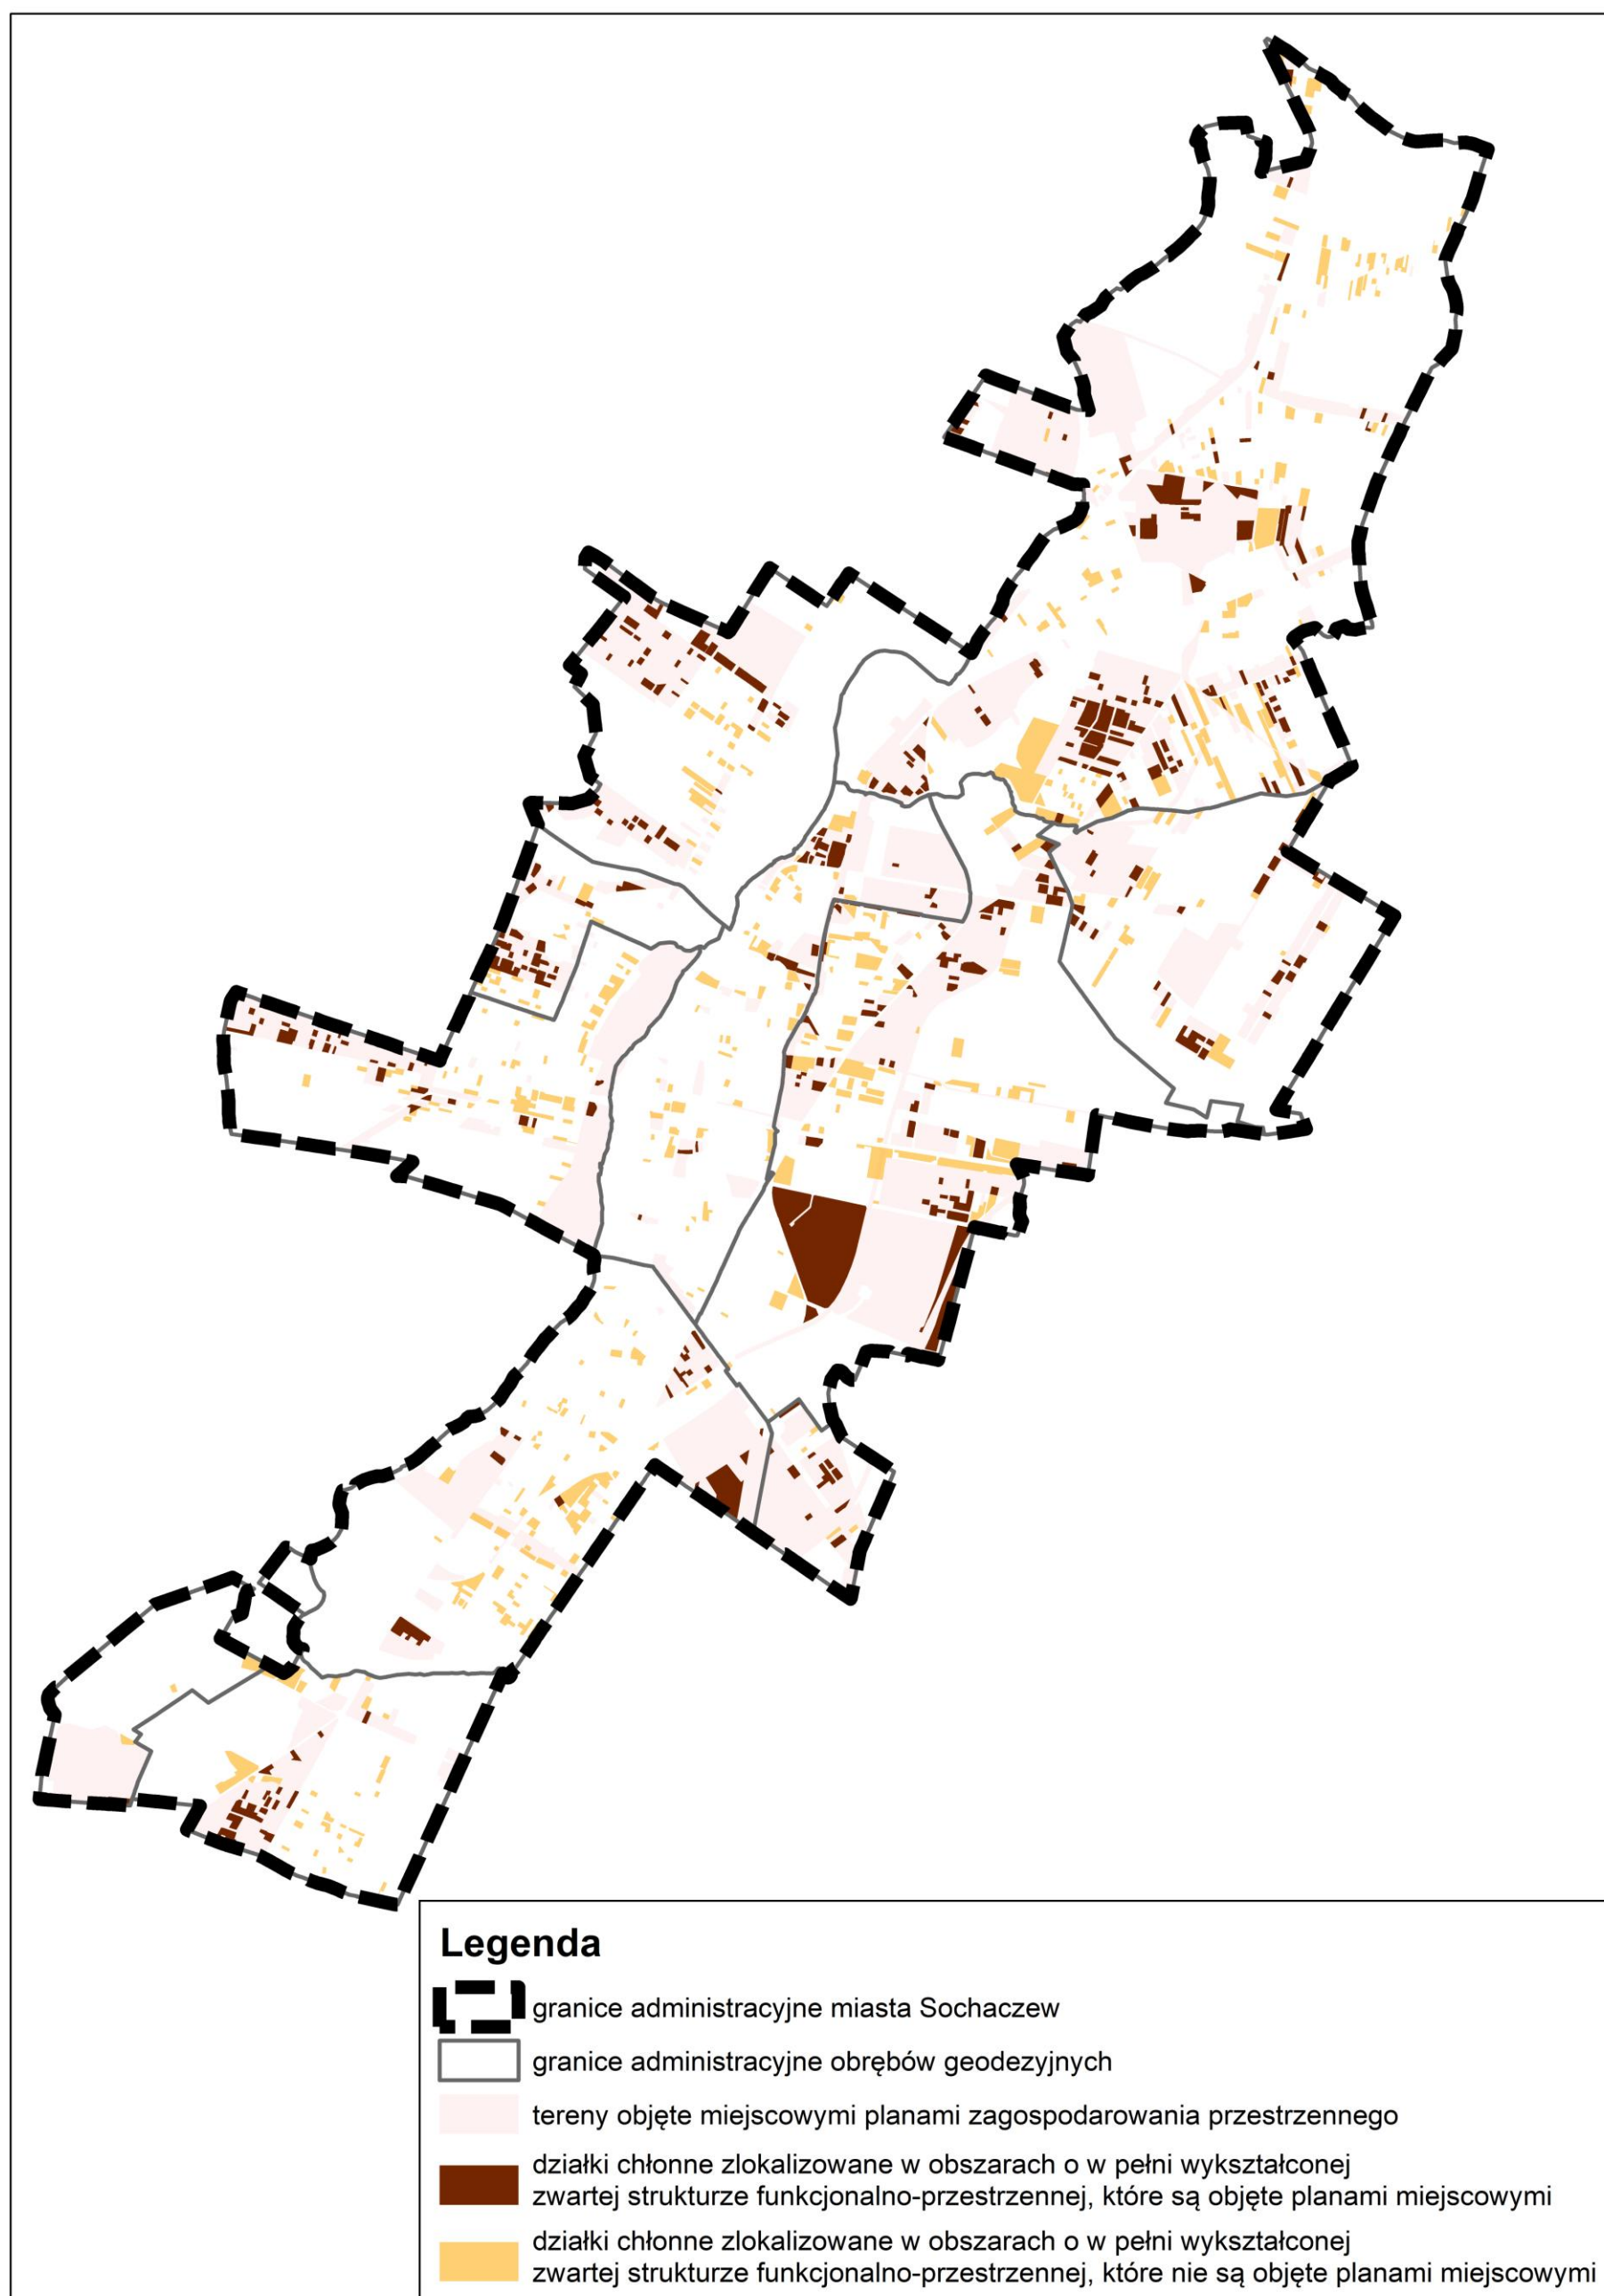 Legenda
granice administracyjne miasta Sochaczew
granice administracyjne obrębów geodezyjnych
tereny objęte miejscowymi planami zagospodarowania przestrzennego
działki chłonne zlokalizowane w obszarach o w pełni wykształconej
zwartej strukturze funkcjonalno-przestrzennej, które są objęte planami miejscowymi
działki chłonne zlokalizowane w obszarach o w pełni wykształconej
zwartej strukturze funkcjonalno-przestrzennej, które nie są objęte planami miejscowymi